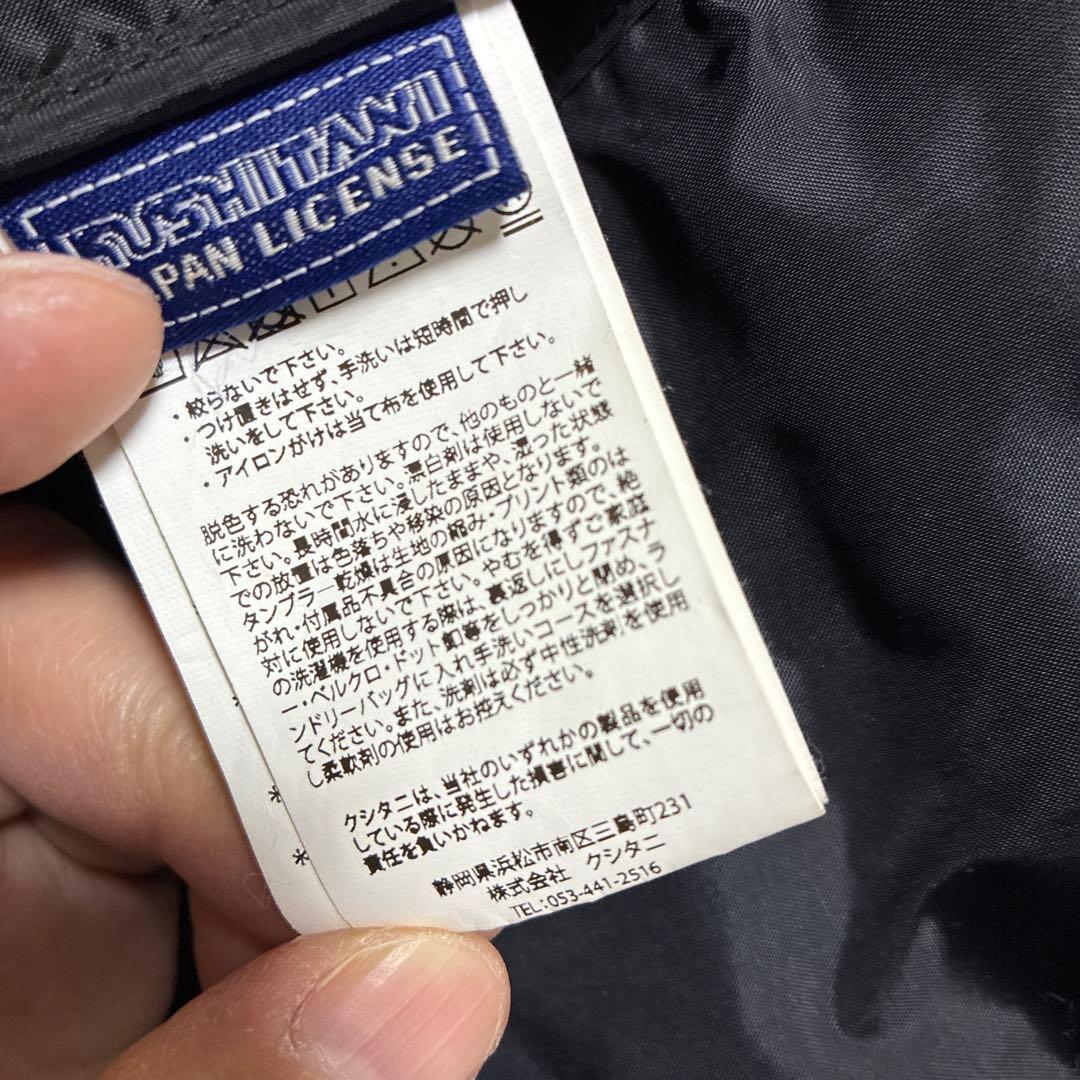 KUSHITANI
JAPAN LICENSE
・絞らないで下さい。
・つけ置きはせず、手洗いは短時間で押し
洗いをして下さい。
・アイロンがけは当て布を使用して下さい。
脱色する恐れがありますので、他のものと一緒
に洗わないで下さい。漂白剤は使用しないで
下さい。長時間水に浸したままや、湿った状態
での放置は色落ちや移染の原因となります。
タンブラー乾燥は生地の縮み・プリント類のは
がれ・付属品不具合の原因になりますので、絶
対に使用しないで下さい。やむを得ずご家庭
の洗濯機を使用する際は、裏返しにしファスナ
ー・ベルクロ・ドット釦等をしっかりと閉め、ラ
ンドリーバッグに入れ手洗いコースを選択し
てください。また、洗剤は必ず中性洗剤を使用
し柔軟剤の使用はお控えください。
ケシタニは、当社のいずれかの製品を使用
している際に発生した損害に関して、一切の
責任を負いかねます。
静岡県浜松市南区三島町231
株式会社 クシタニ
TEL:053-441-2516